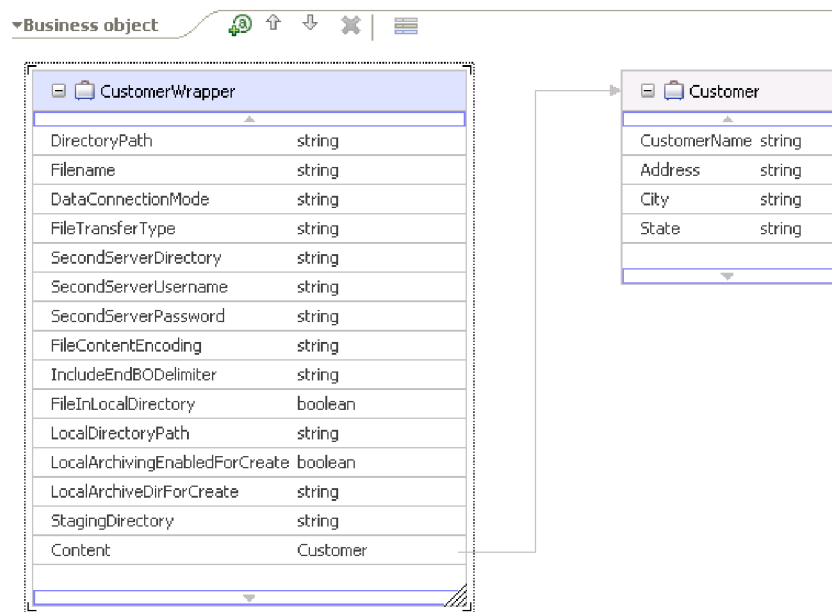 Business object
CustomerWrapper
DirectoryPath string
Filename string
DataConnectionMode string
FileTransferType string
SecondServerDirectory string
SecondServerUsername string
SecondServerPassword string
FileContentEncoding string
IncludeEndBODelimiter string
FileInLocalDirectory boolean
LocalDirectoryPath string
LocalArchivingEnabledForCreate boolean
LocalArchiveDirForCreate string
StagingDirectory string
Content Customer
Customer
CustomerName string
Address string
City string
State string